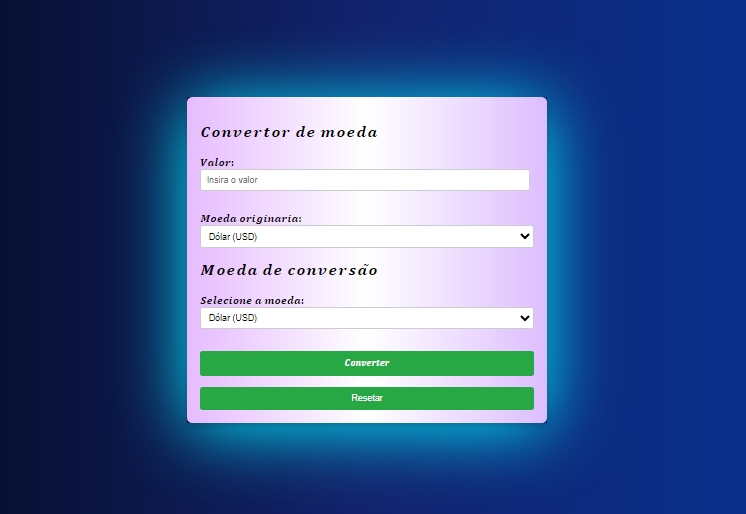 Convertor de moeda
Valor:
Insira o valor
Moeda originaria:
Dólar (USD)
Moeda de conversão
Selecione a moeda:
Dólar (USD)
Converter
Resetar